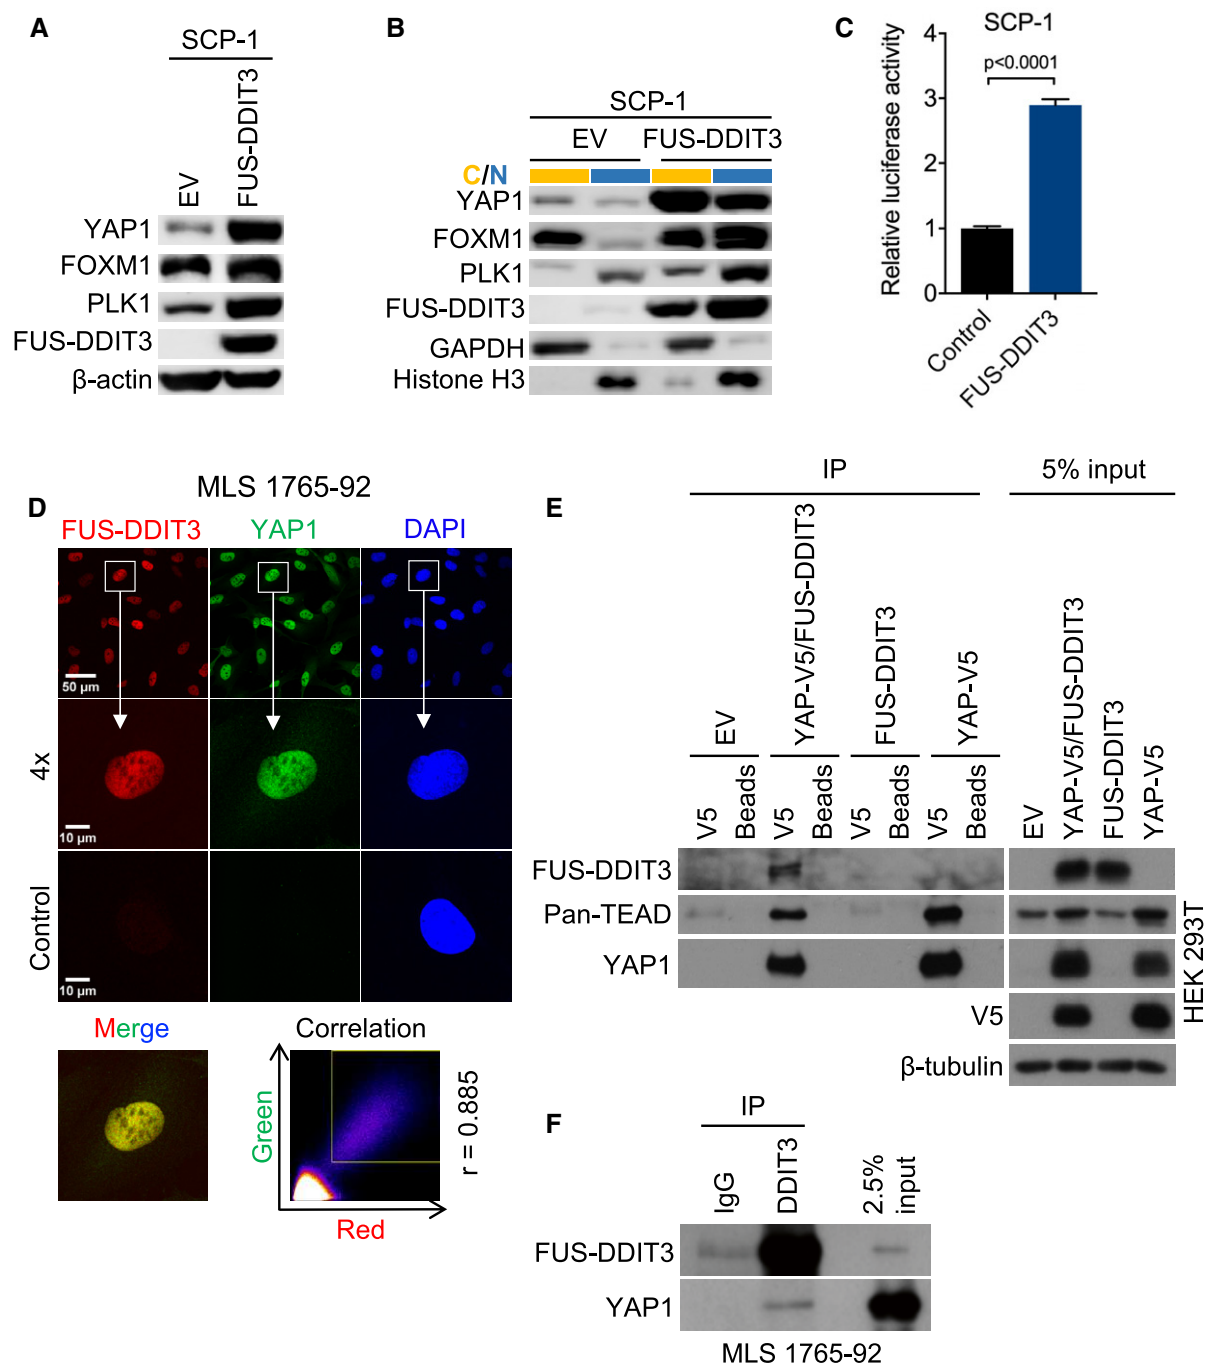 A
SCP-1
EV
FUS-DDIT3
YAP1
FOXM1
PLK1
FUS-DDIT3
β-actin
B
SCP-1
EV FUS-DDIT3
C/N
YAP1
FOXM1
PLK1
FUS-DDIT3
GAPDH
Histone H3
C
SCP-1
p<0.0001
Relative luciferase activity
4
3
2
1
0
Control
FUS-DDIT3
D
MLS 1765-92
FUS-DDIT3 YAP1 DAPI
50 µm
4x
10 µm
Control
10 µm
Merge
Correlation
Green
Red
r = 0.885
E
IP 5% input
EV
YAP-V5/FUS-DDIT3
FUS-DDIT3
YAP-V5
V5 Beads V5 Beads V5 Beads V5 Beads
EV
YAP-V5/FUS-DDIT3
FUS-DDIT3
YAP-V5
FUS-DDIT3
Pan-TEAD
YAP1
V5
β-tubulin
HEK 293T
F
IP
IgG
DDIT3
2.5%
input
FUS-DDIT3
YAP1
MLS 1765-92